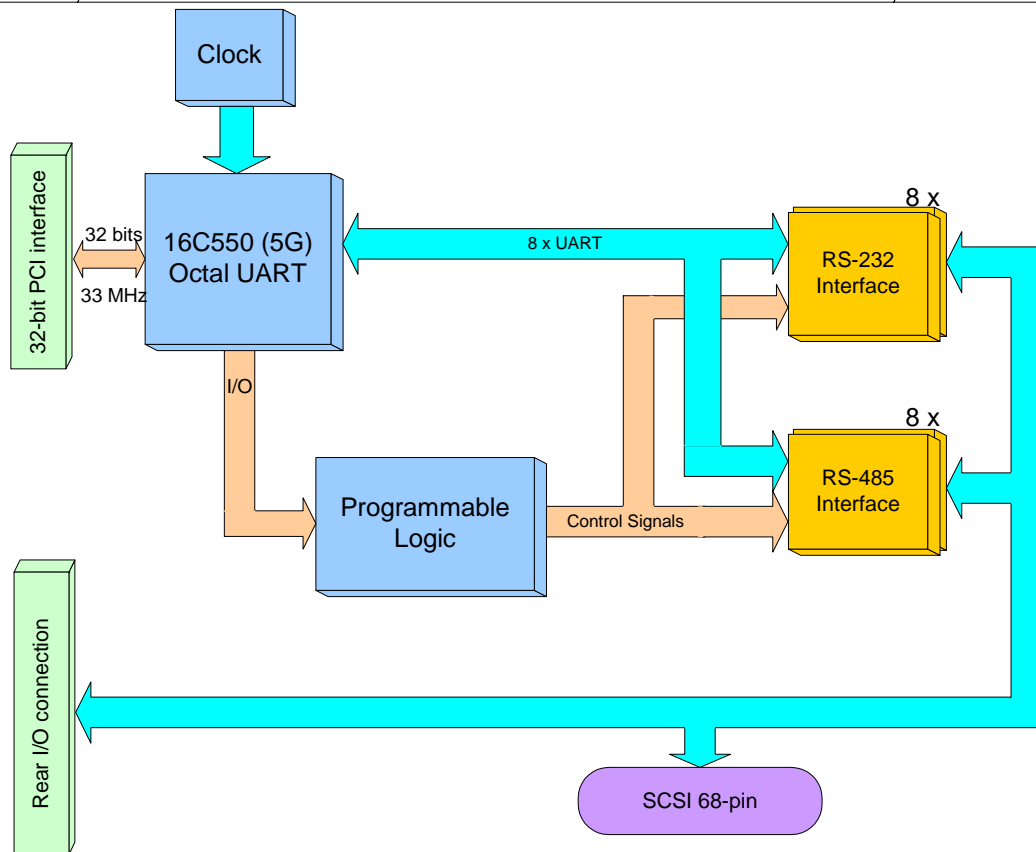 Clock
32-bit PCI interface
32 bits
33 MHz
16C550 (5G)
Octal UART
8 x UART
8 x
RS-232
Interface
I/O
8 x
RS-485
Interface
Programmable
Logic
Control Signals
Rear I/O connection
SCSI 68-pin